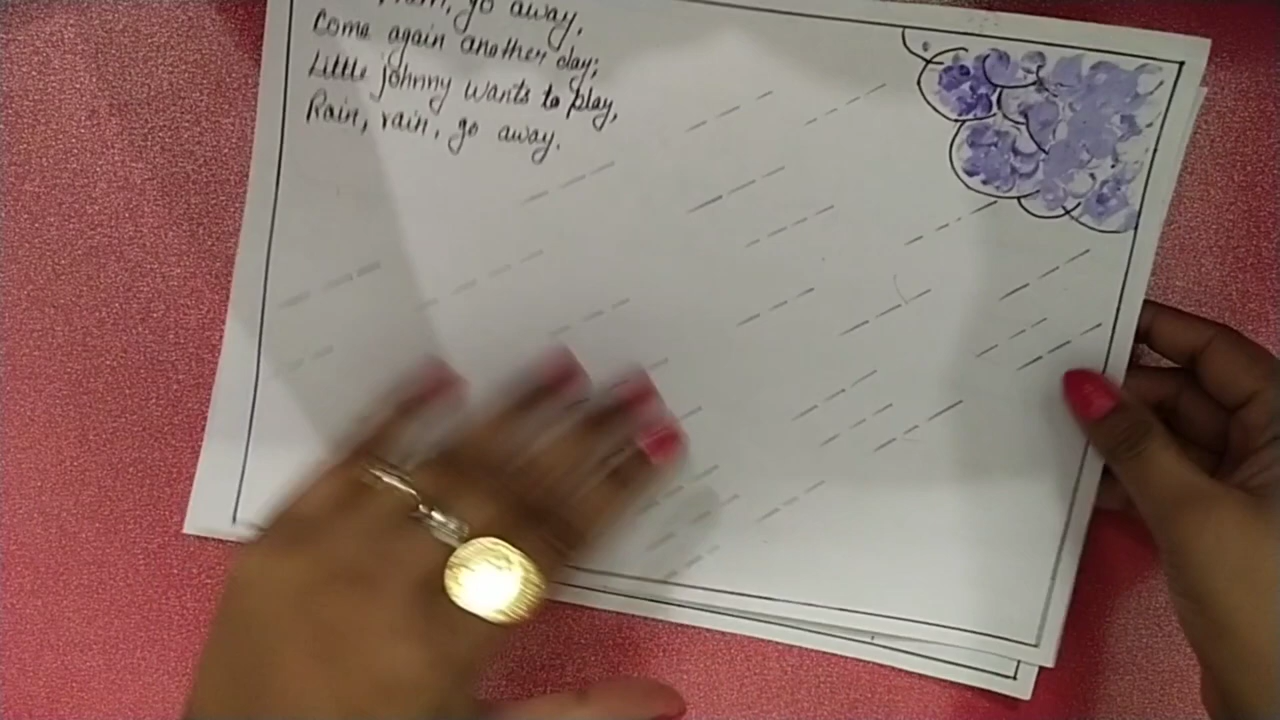 go away,
Come again another day;
Little Johnny wants to play,
Rain, rain, go away.